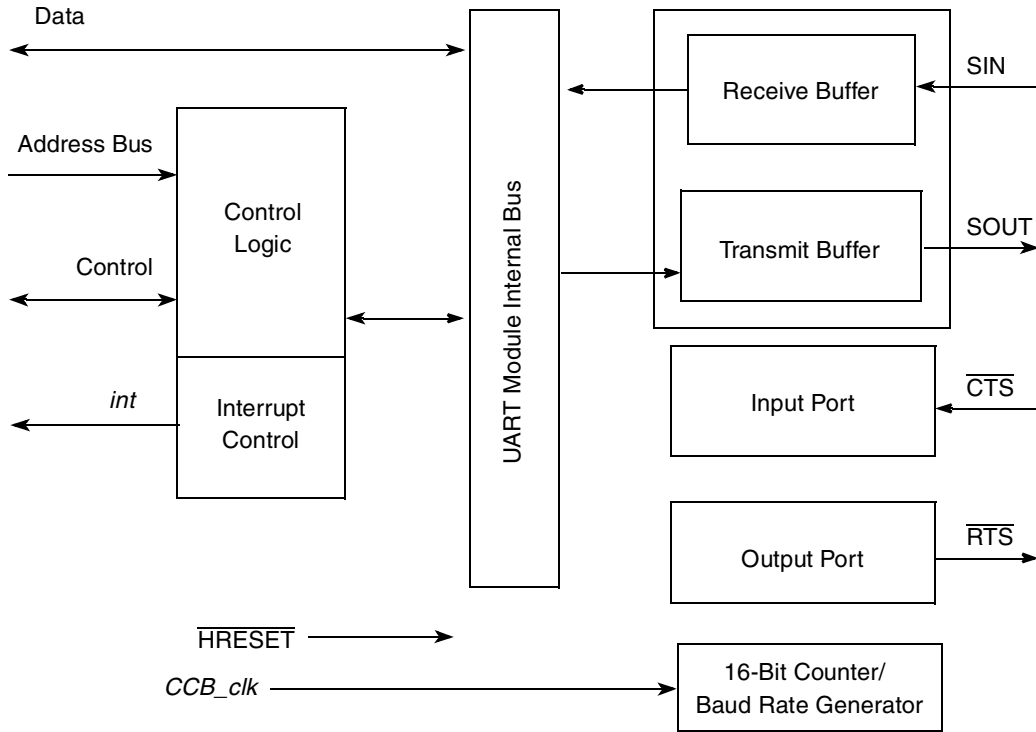 Data
Address Bus
Control
int
Control
Logic
Interrupt
Control
UART Module Internal Bus
Receive Buffer
Transmit Buffer
SIN
SOUT
Input Port
CTS
Output Port
RTS
HRESET
CCB_clk
16-Bit Counter/
Baud Rate Generator